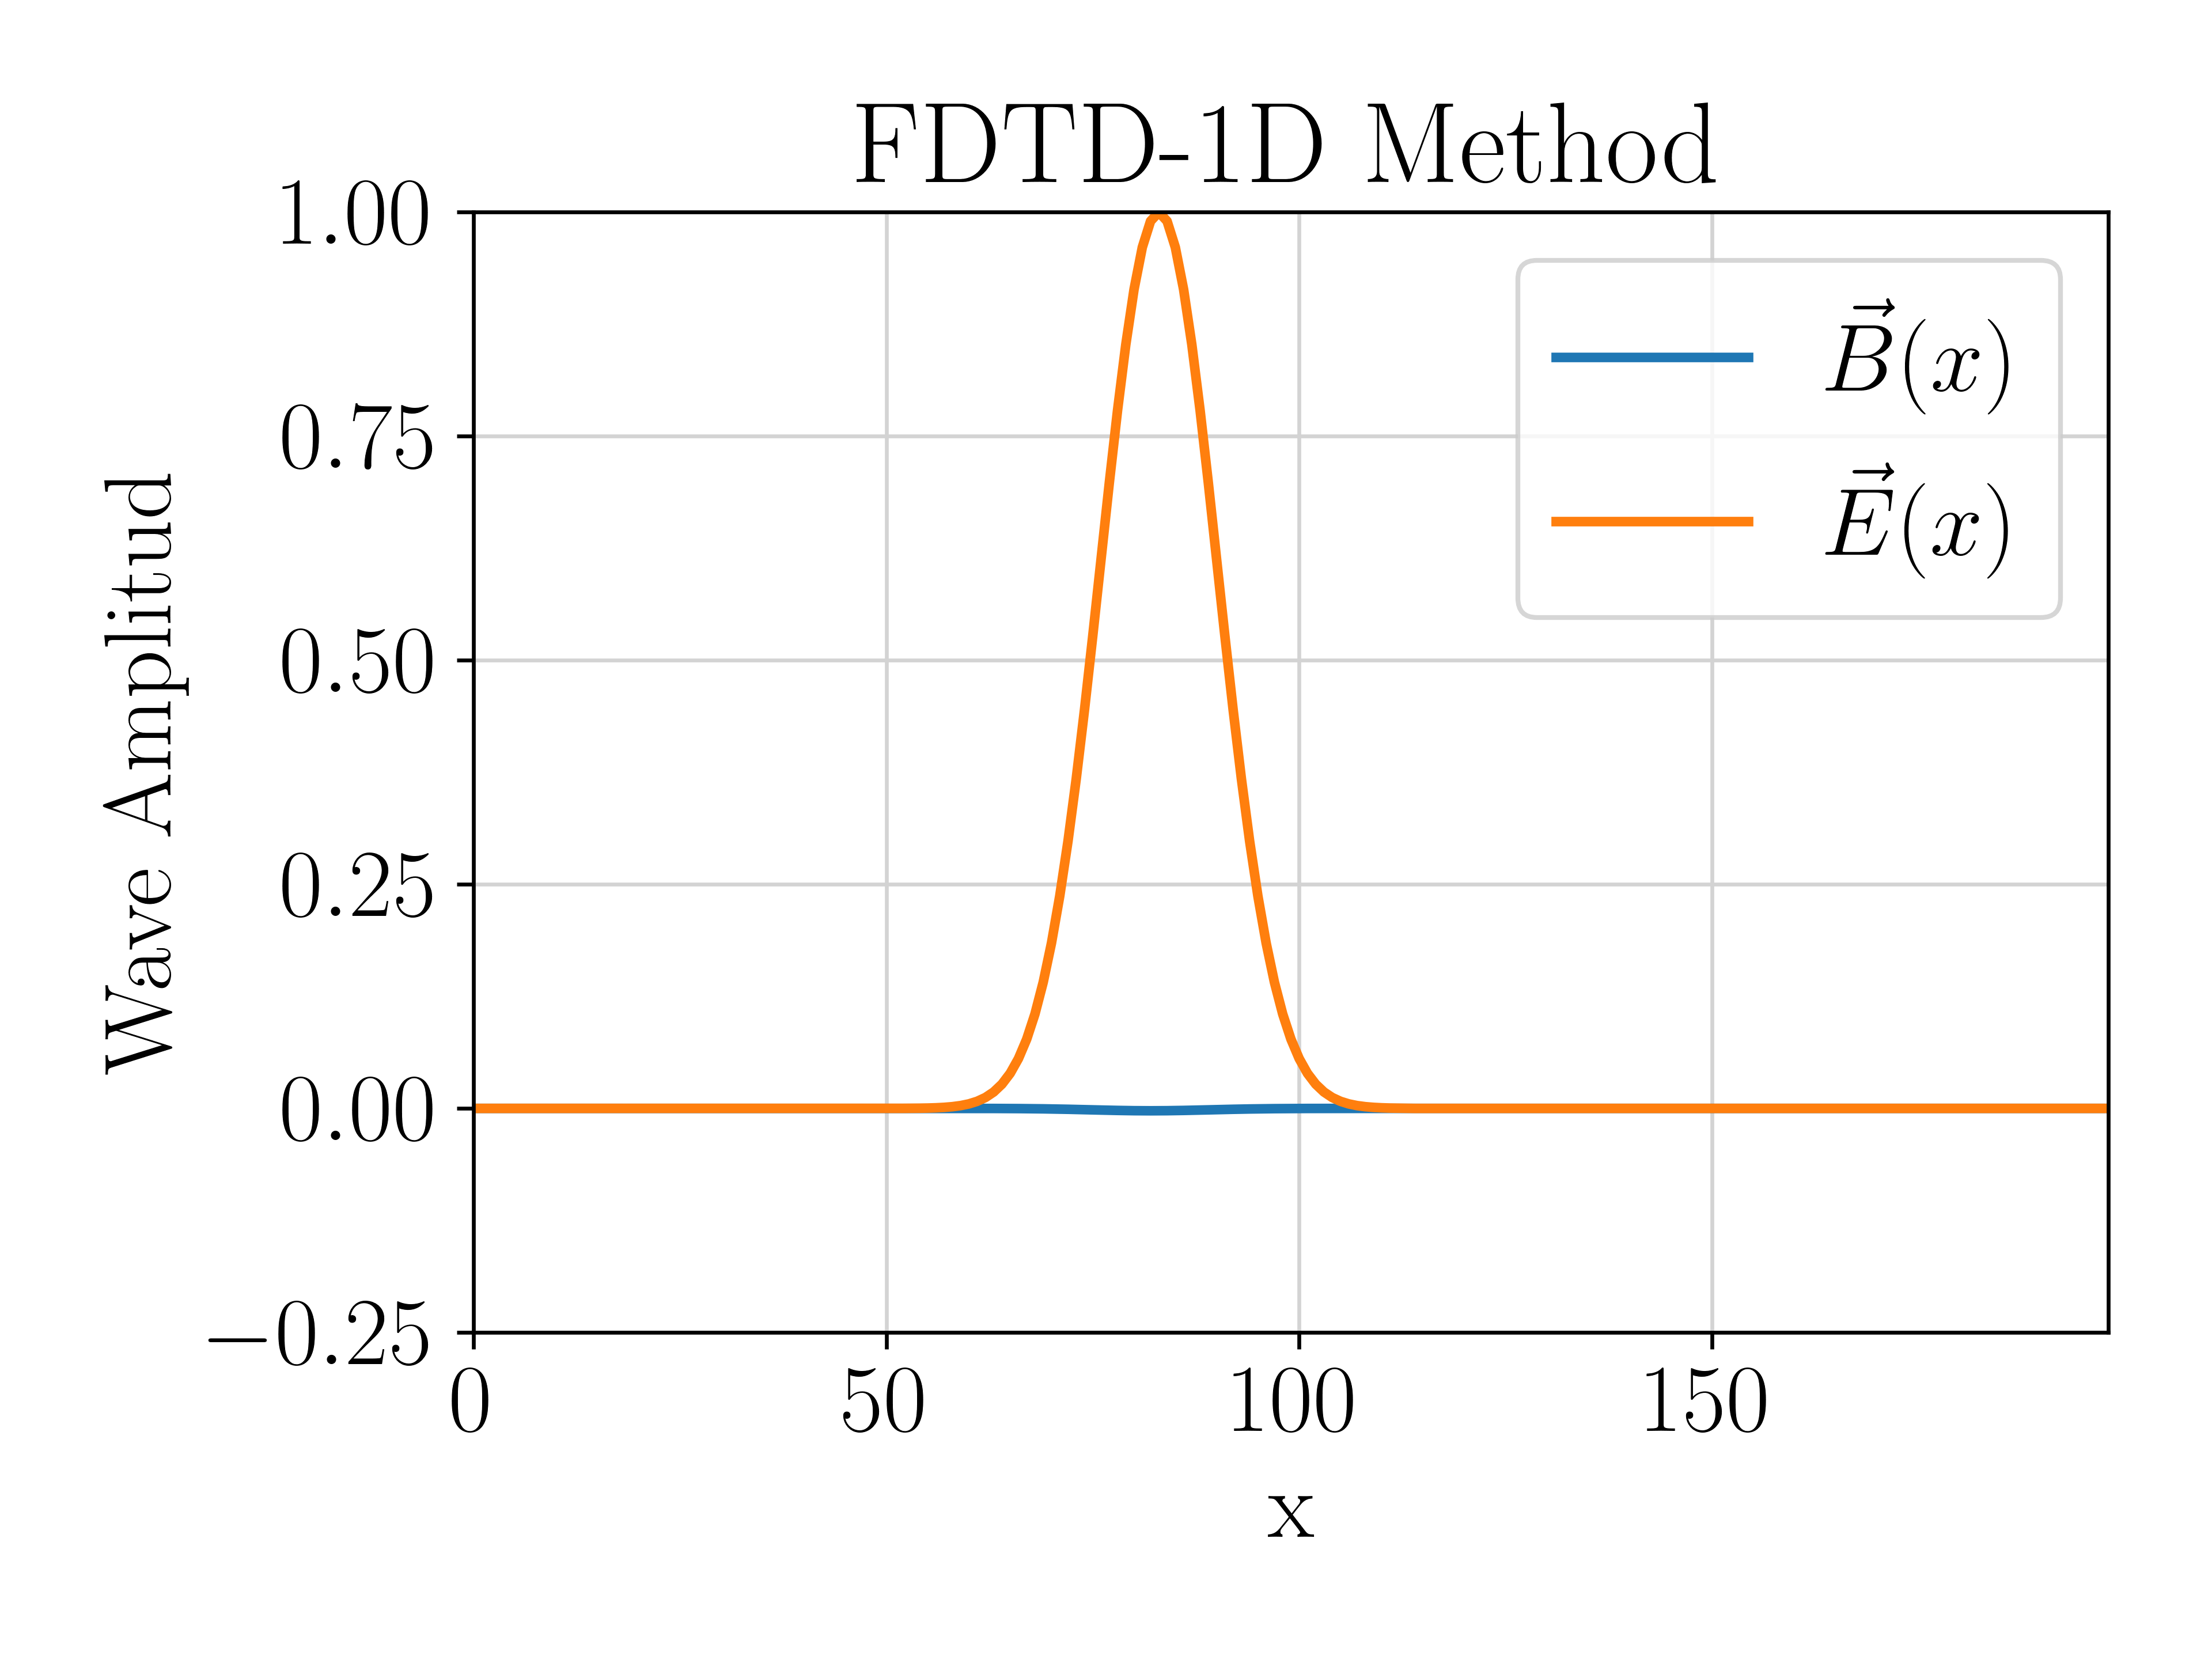 FDTD-1D Method
1.00
0.75
0.50
0.25
0.00
−0.25
Wave Amplitud
0
50
100
150
x
$\vec{B}(x)$
$\vec{E}(x)$